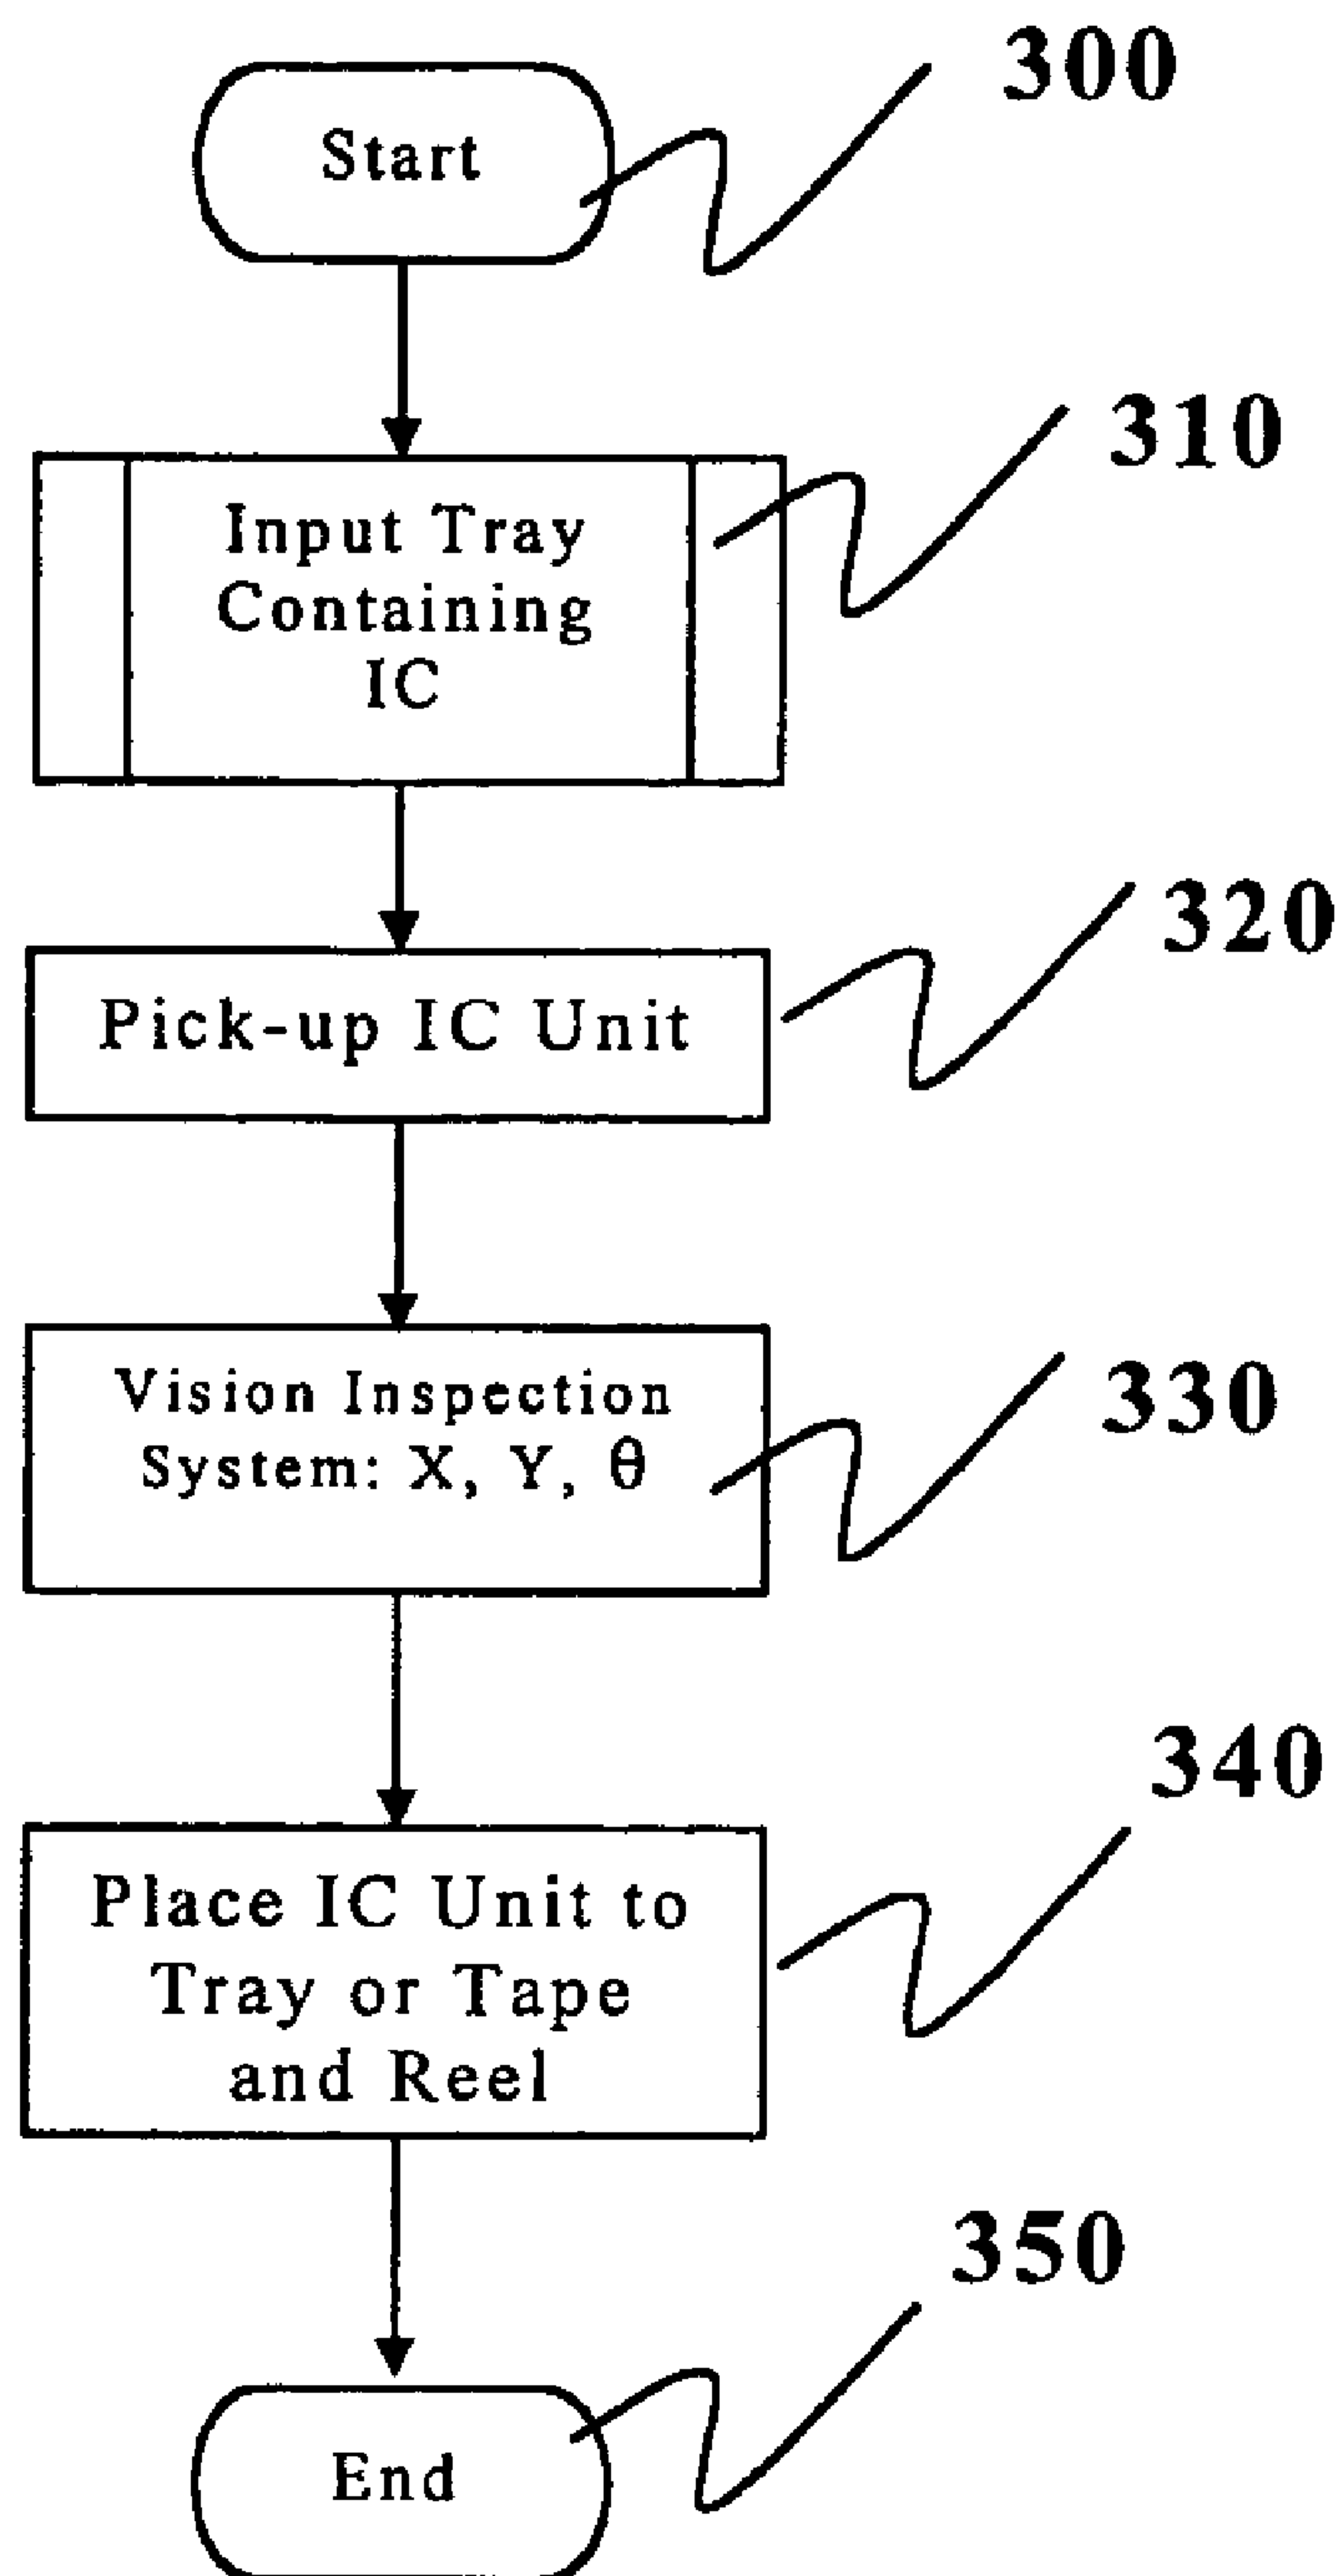 300
Start
310
Input Tray
Containing
IC
320
Pick-up IC Unit
330
Vision Inspection
System: X, Y, θ
340
Place IC Unit to
Tray or Tape
and Reel
350
End